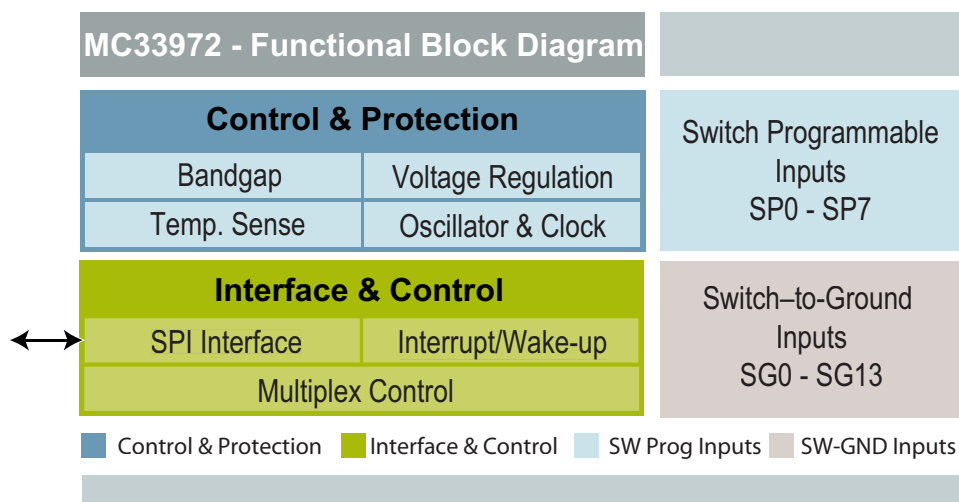 MC33972 - Functional Block Diagram
Control & Protection
Bandgap
Voltage Regulation
Temp. Sense
Oscillator & Clock
Switch Programmable
Inputs
SP0 - SP7
Interface & Control
SPI Interface
Interrupt/Wake-up
Multiplex Control
Switch–to-Ground
Inputs
SG0 - SG13
Control & Protection
Interface & Control
SW Prog Inputs
SW-GND Inputs